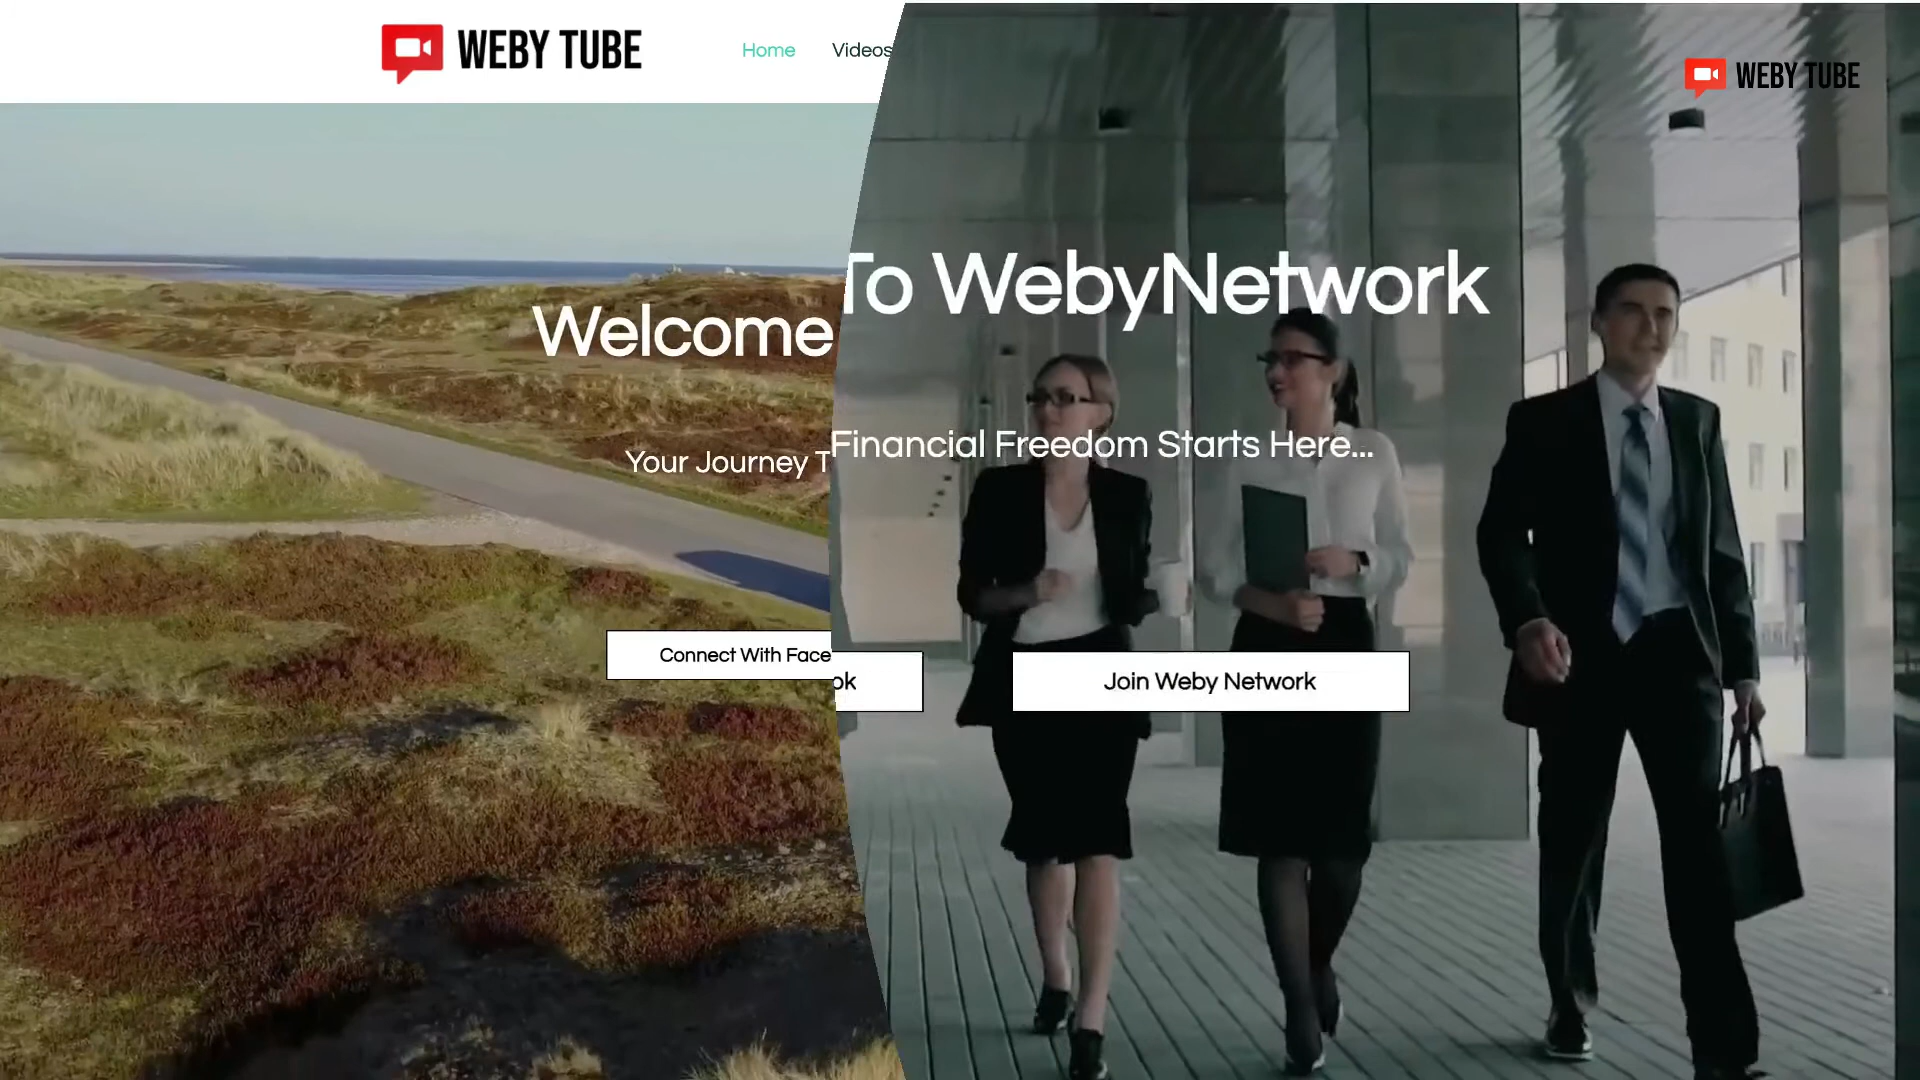 WEBY TUBE
Home Videos
WEBY TUBE
Welcome To WebyNetwork
Your Journey T Financial Freedom Starts Here...
Connect With Face ok
Join Weby Network